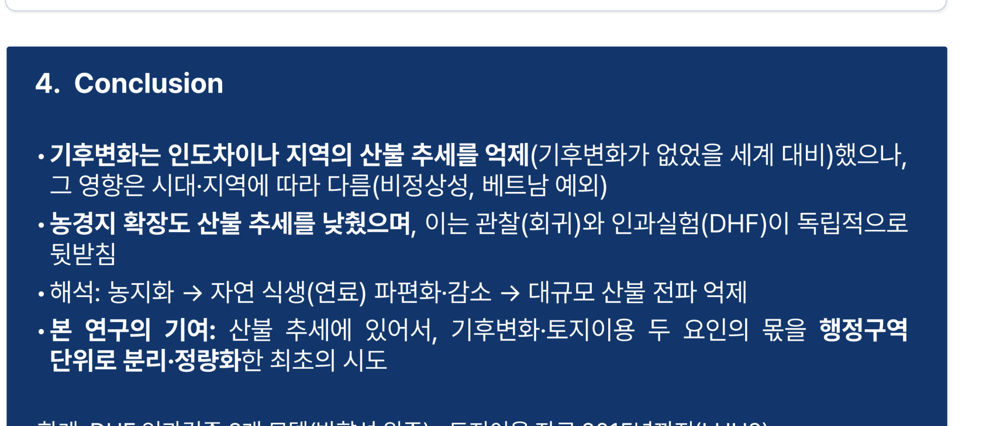 4. Conclusion
• 기후변화는 인도차이나 지역의 산불 추세를 억제(기후변화가 없었을 세계 대비)했으나,
그 영향은 시대·지역에 따라 다름(비정상성, 베트남 예외)
• 농경지 확장도 산불 추세를 낮췄으며, 이는 관찰(회귀)와 인과실험(DHF)이 독립적으로
뒷받침
• 해석: 농지화 → 자연 식생(연료) 파편화·감소 → 대규모 산불 전파 억제
• 본 연구의 기여: 산불 추세에 있어서, 기후변화·토지이용 두 요인의 몫을 행정구역
단위로 분리·정량화한 최초의 시도